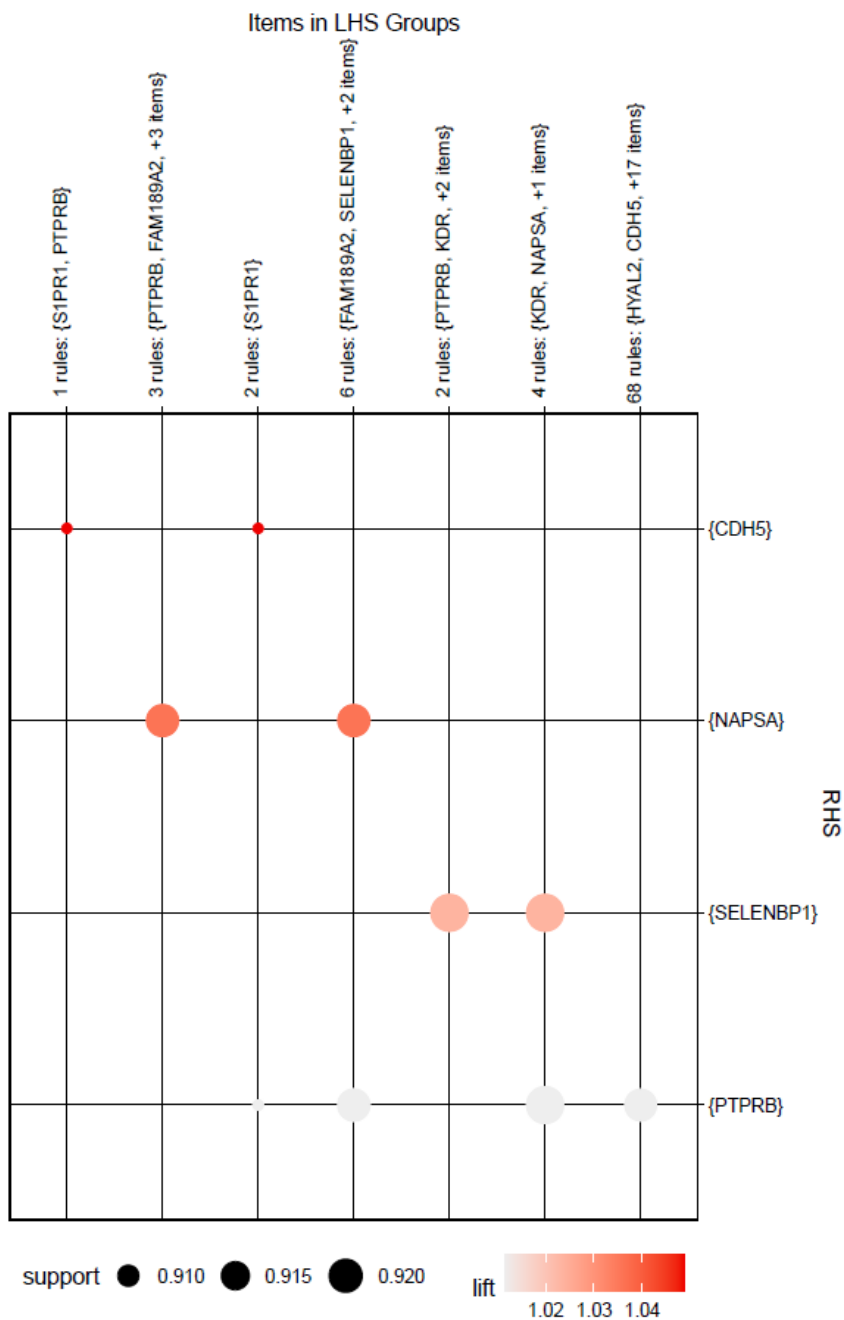 Items in LHS Groups
1 rules: {S1PR1, PTPRB}
3 rules: {PTPRB, FAM189A2, +3 items}
2 rules: {S1PR1}
6 rules: {FAM189A2, SELENBP1, +2 items}
2 rules: {PTPRB, KDR, +2 items}
4 rules: {KDR, NAPSA, +1 items}
68 rules: {HYAL2, CDH5, +17 items}
{CDH5}
{NAPSA}
{SELENBP1}
{PTPRB}
RHS
support 0.910 0.915 0.920
lift
1.02 1.03 1.04